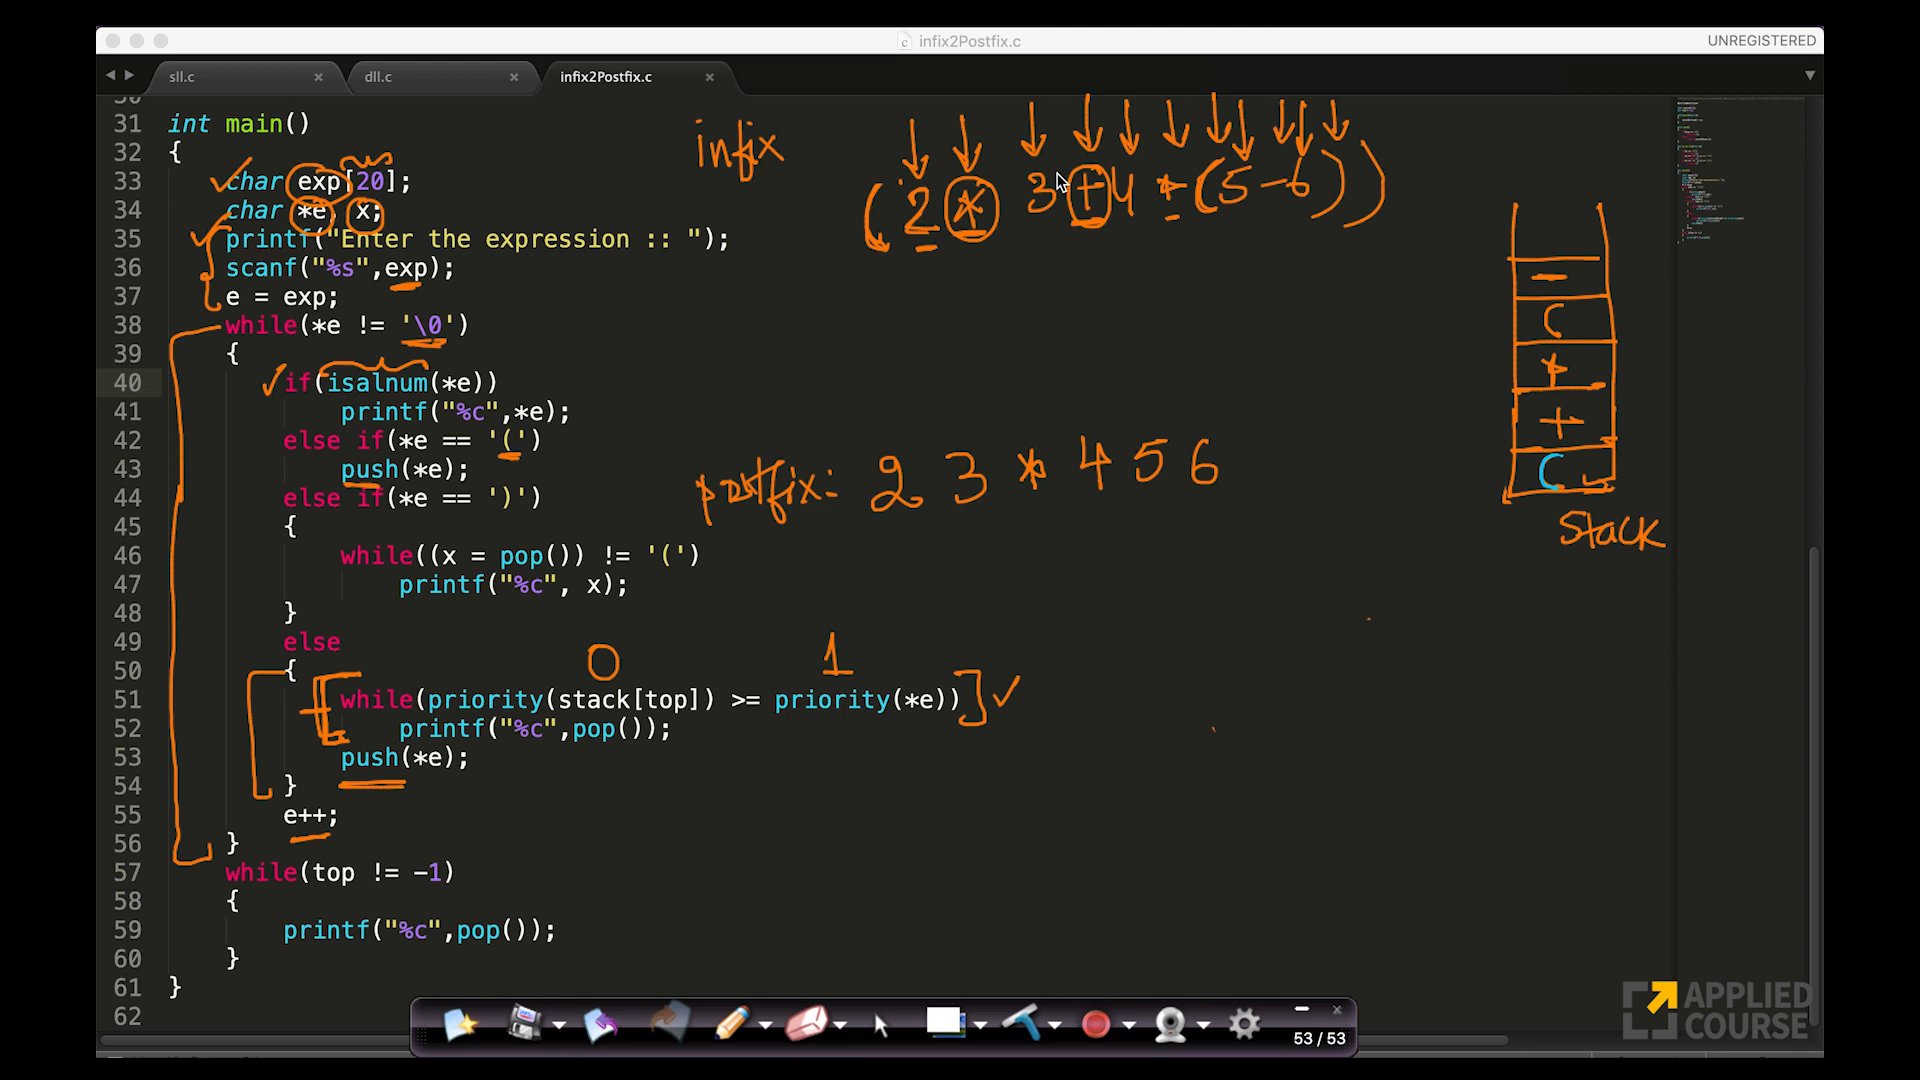 infix2Postfix.c
UNREGISTERED
sll.c
dll.c
infix2Postfix.c
31 int main()
32 {
33 char exp[20];
34 char *e, x;
35 printf("Enter the expression :: ");
36 scanf("%s",exp);
37 e = exp;
38 while(*e != '\0')
39 {
40 if(isalnum(*e))
41 printf("%c",*e);
42 else if(*e == '(')
43 push(*e);
44 else if(*e == ')')
45 {
46 while((x = pop()) != '(')
47 printf("%c", x);
48 }
49 else
50 {
51 while(priority(stack[top]) >= priority(*e))
52 printf("%c",pop());
53 push(*e);
54 }
55 e++;
56 }
57 while(top != -1)
58 {
59 printf("%c",pop());
60 }
61 }
62
infix
(2 * 3 + 4 * (5 - 6))
postfix: 2 3 * 4 5 6
0 1
-
(
*
+
(
Stack
53 / 53
APPLIED
COURSE